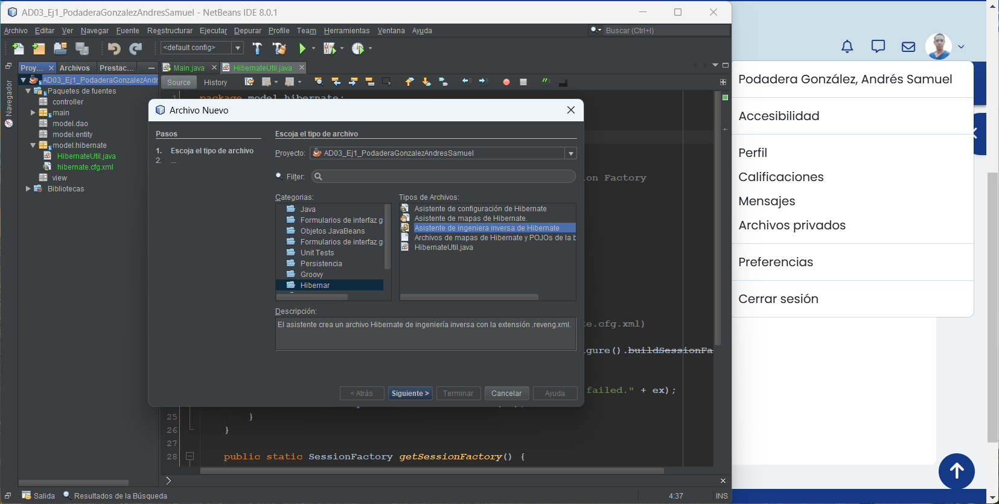 AD03_Ej1_PodaderaGonzalezAndresSamuel - NetBeans IDE 8.0.1
Archivo Editar Ver Navegar Fuente Reestructurar Ejecutar Depurar Profile Team Herramientas Ventana Ayuda
Buscar (Ctrl+I)
<default config>
Proy... Archivos Prestac...
Main.java HibernateUtil.java
Navegador
AD03_Ej1_PodaderaGonzalezAndr
Paquetes de fuentes
controller
main
model.dao
model.entity
model.hibernate
HibernateUtil.java
hibernate.cfg.xml
view
Bibliotecas
Source History
1 package model.hibernate;
Archivo Nuevo
Pasos
1. Escoja el tipo de archivo
2. ...
Escoja el tipo de archivo
Proyecto: AD03_Ej1_PodaderaGonzalezAndresSamuel
Filter:
Categorias:
Java
Formularios de interfaz g
Objetos JavaBeans
Formularios de interfaz g
Unit Tests
Persistencia
Groovy
Hibernar
Tipos de Archivos:
Asistente de configuración de Hibernate
Asistente de mapas de Hibernate.
Asistente de ingeniera inversa de Hibernate
Archivos de mapas de Hibernate y POJOs de la b
HibernateUtil.java
Descripción:
El asistente crea un archivo Hibernate de ingeniería inversa con la extensión .reveng.xml.
< Atrás Siguiente > Terminar Cancelar Ayuda
on Factory
te.cfg.xml)
igure().buildSessionFa
failed." + ex);
25 }
26 }
27
28 public static SessionFactory getSessionFactory() {
Salida Resultados de la Búsqueda
4:37 INS
Podadera González, Andrés Samuel
Accesibilidad
Perfil
Calificaciones
Mensajes
Archivos privados
Preferencias
Cerrar sesión